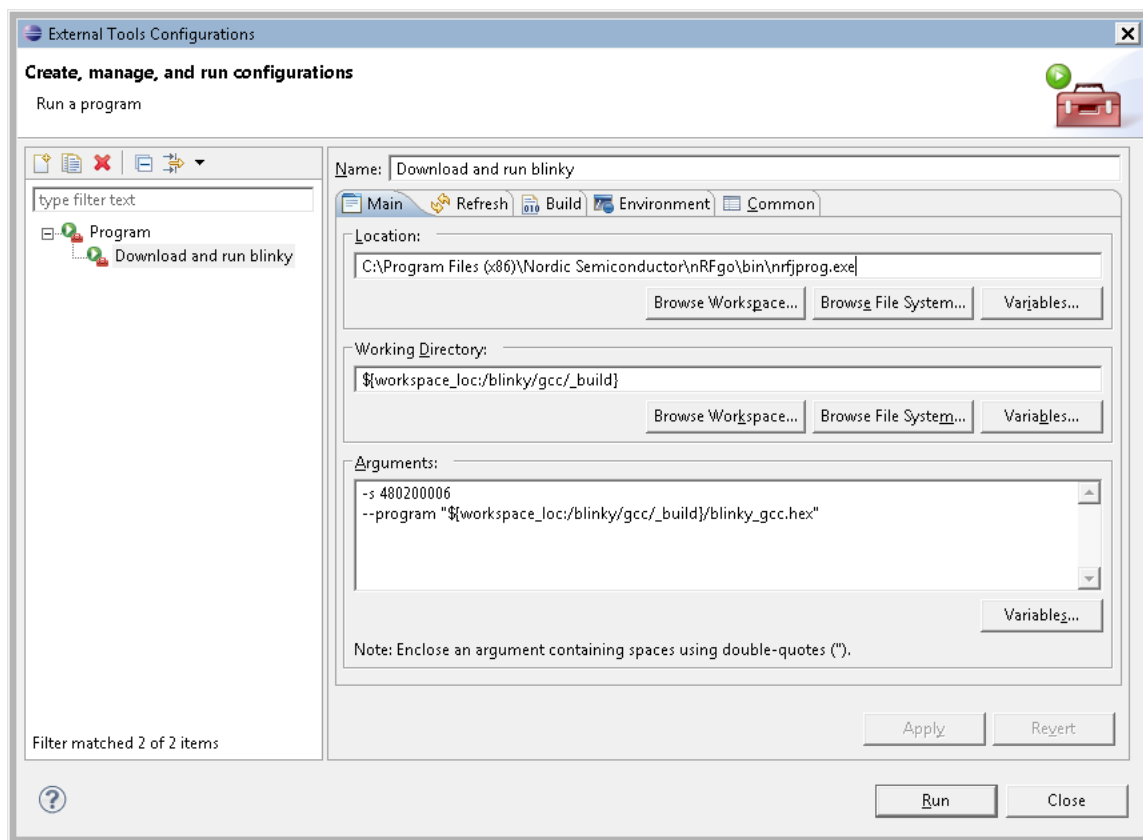 External Tools Configurations
Create, manage, and run configurations
Run a program
type filter text
Program
Download and run blinky
Filter matched 2 of 2 items
Name: Download and run blinky
Main Refresh Build Environment Common
Location:
C:\Program Files (x86)\Nordic Semiconductor\nRFgo\bin\nrfjprog.exe
Browse Workspace... Browse File System... Variables...
Working Directory:
${workspace_loc:/blinky/gcc/_build}
Browse Workspace... Browse File System... Variables...
Arguments:
-s 480200006
--program "${workspace_loc:/blinky/gcc/_build}/blinky_gcc.hex"
Variables...
Note: Enclose an argument containing spaces using double-quotes (").
Apply Revert
Run Close